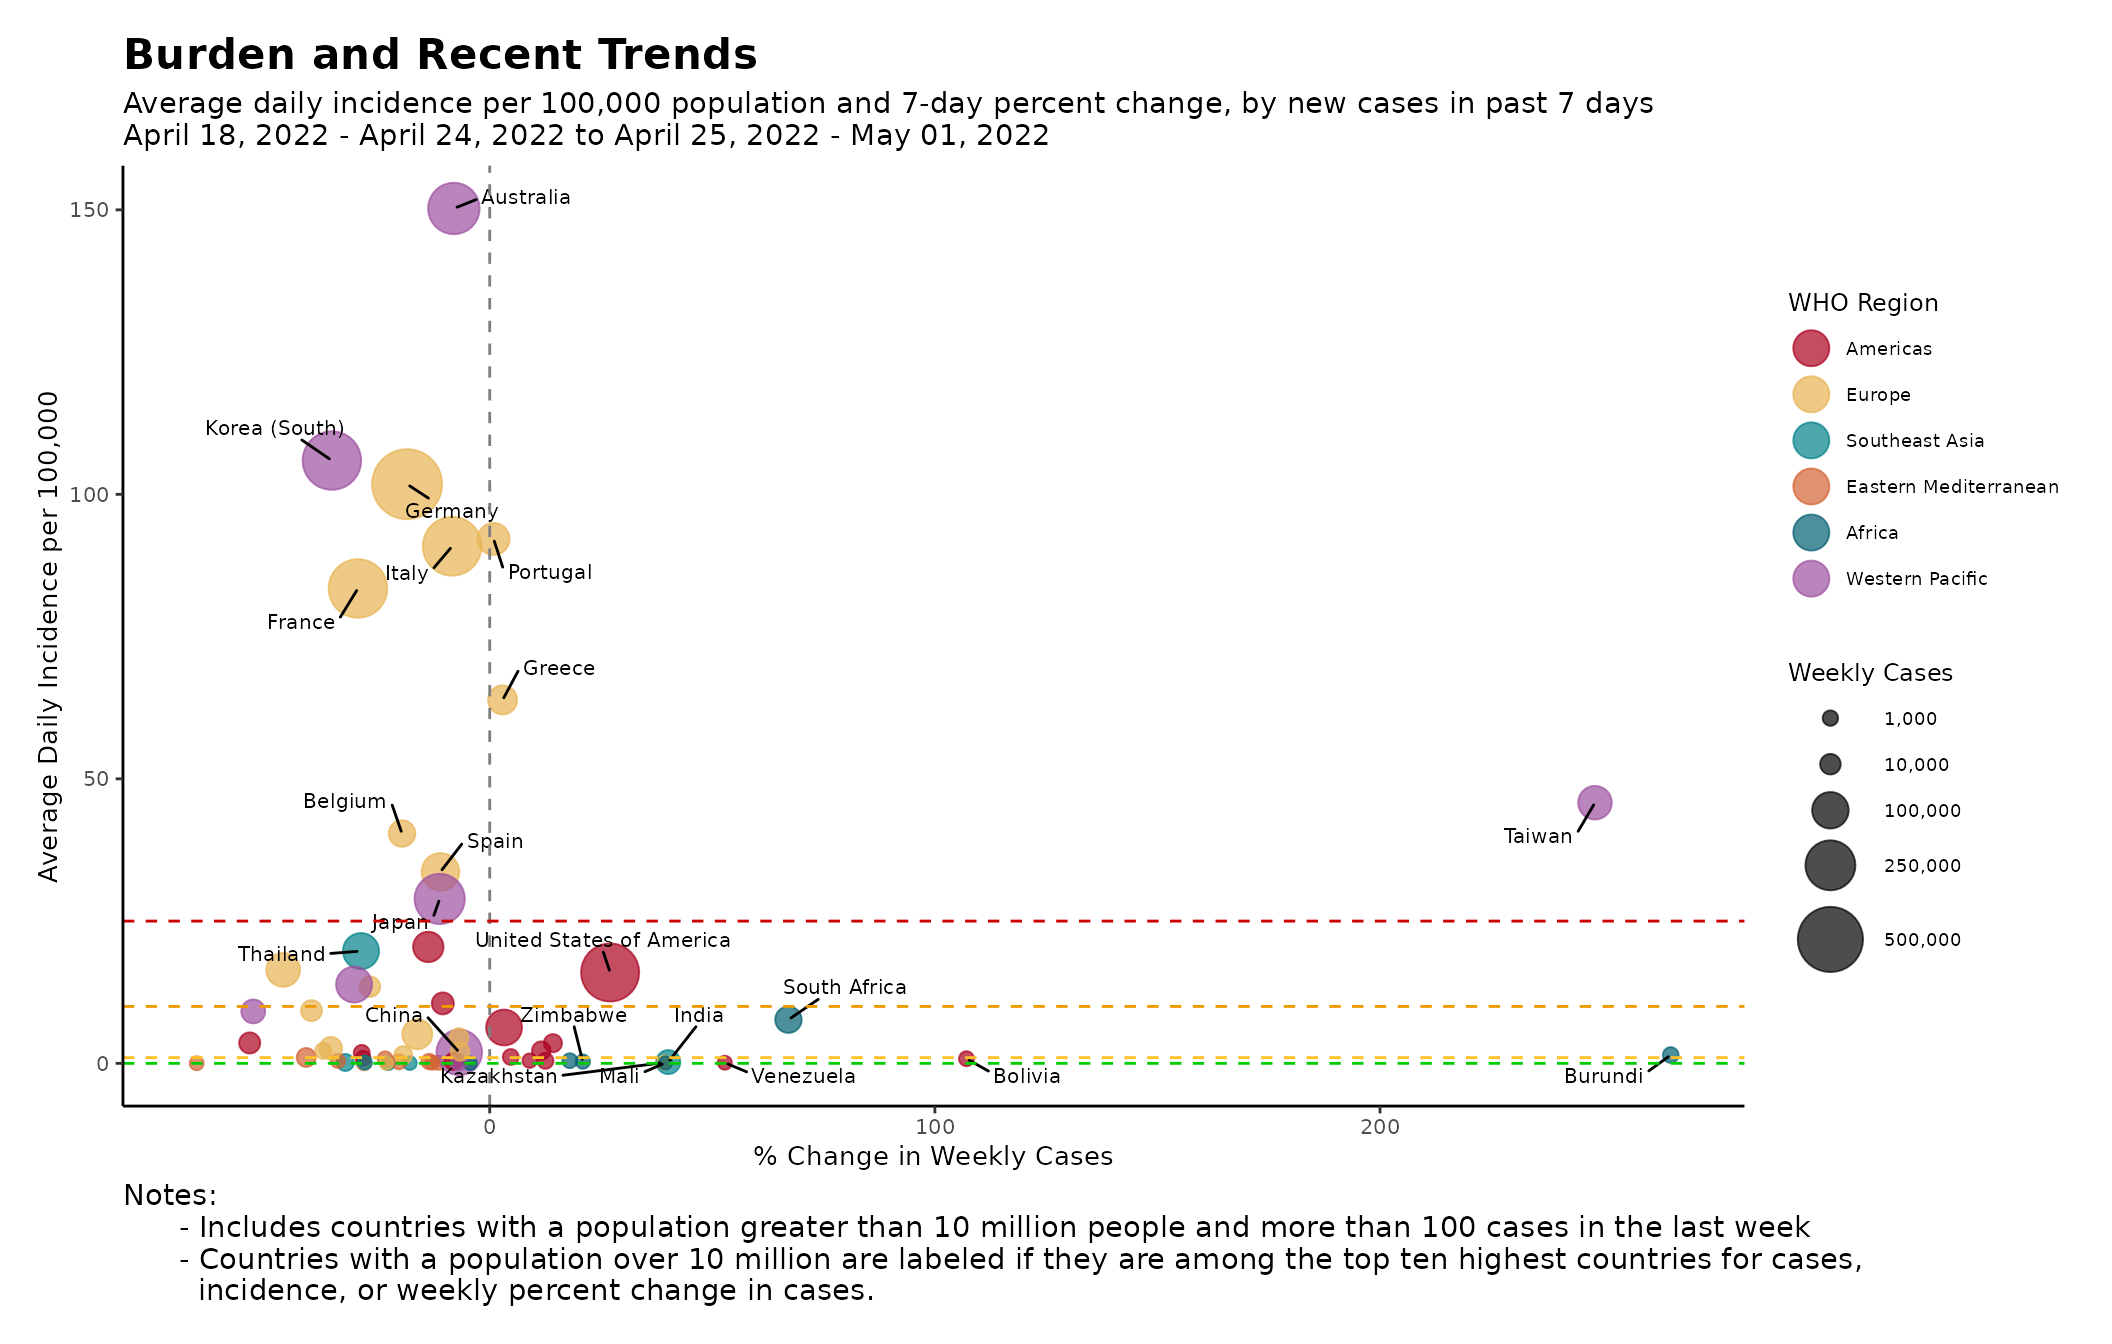 Burden and Recent Trends
Average daily incidence per 100,000 population and 7-day percent change, by new cases in past 7 days
April 18, 2022 - April 24, 2022 to April 25, 2022 - May 01, 2022
Average Daily Incidence per 100,000
150
100
50
0
Australia
Korea (South)
Germany
Italy
Portugal
France
Greece
Belgium
Spain
Taiwan
Japan
United States of America
Thailand
South Africa
China
Zimbabwe
India
Kazakhstan
Mali
Venezuela
Bolivia
Burundi
0
100
200
% Change in Weekly Cases
WHO Region
Americas
Europe
Southeast Asia
Eastern Mediterranean
Africa
Western Pacific
Weekly Cases
1,000
10,000
100,000
250,000
500,000
Notes:
- Includes countries with a population greater than 10 million people and more than 100 cases in the last week
- Countries with a population over 10 million are labeled if they are among the top ten highest countries for cases,
incidence, or weekly percent change in cases.